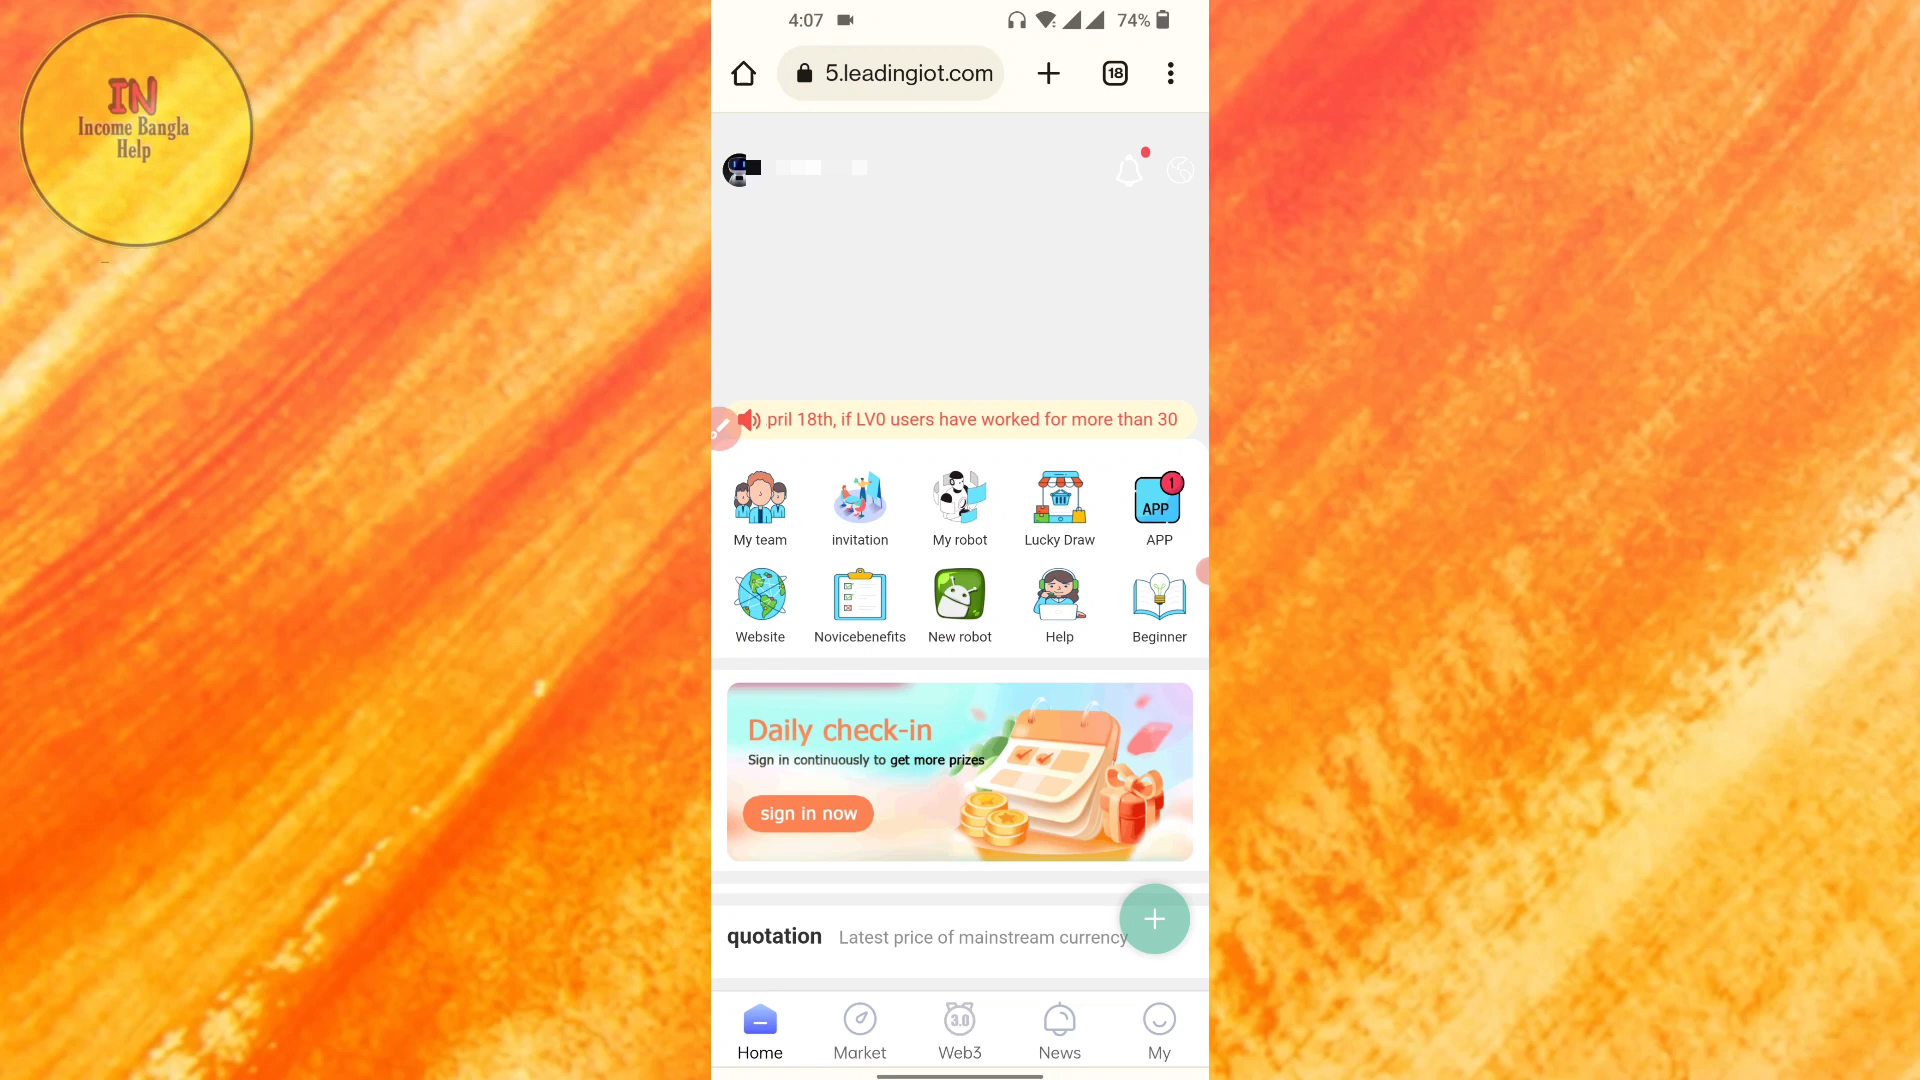 IN
Income Bangla
Help
4:07
74%
5.leadingiot.com
18
pril 18th, if LV0 users have worked for more than 30
My team
invitation
My robot
Lucky Draw
1
APP
APP
Website
Novicebenefits
New robot
Help
Beginner
Daily check-in
Sign in continuously to get more prizes
sign in now
quotation Latest price of mainstream currency
3.0
Home
Market
Web3
News
My